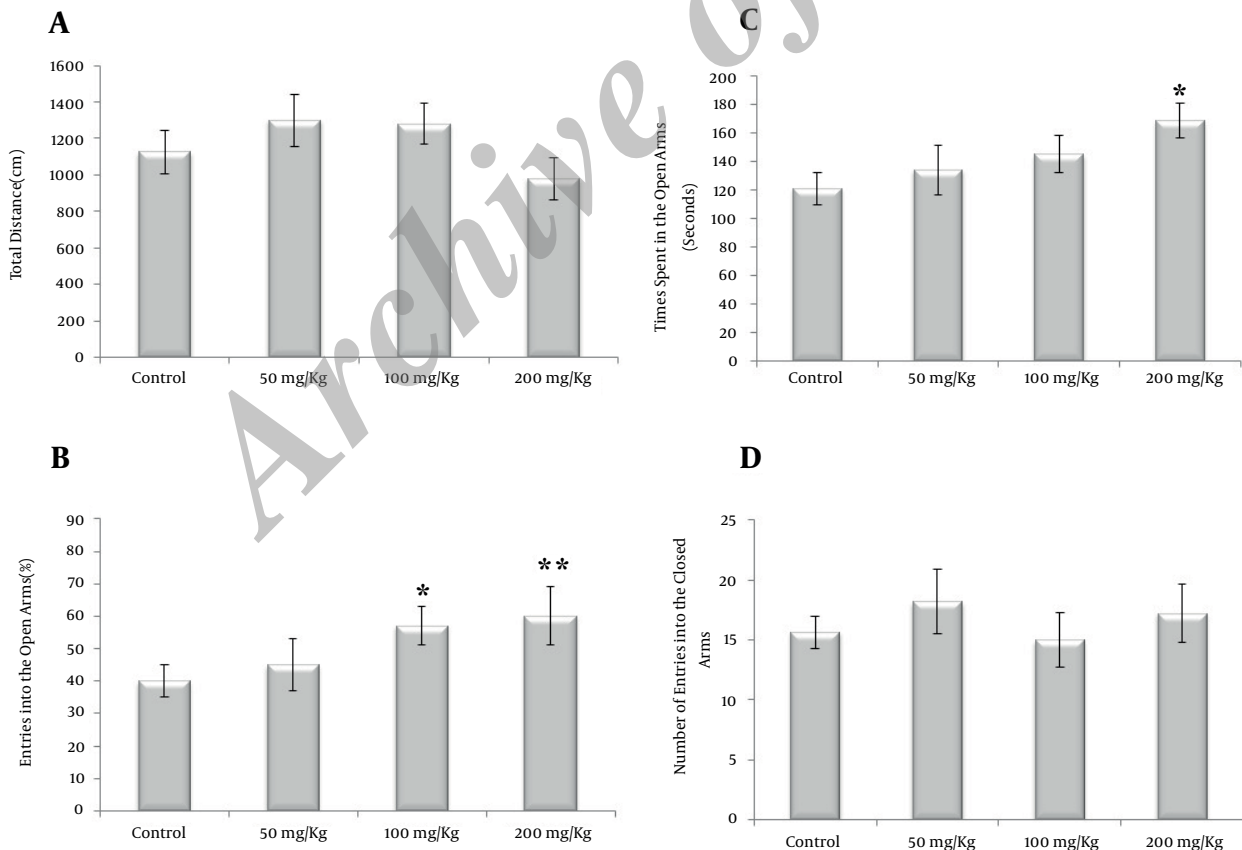 A
Total Distance(cm)
1600
1400
1200
1000
800
600
400
200
0
Control 50 mg/Kg 100 mg/Kg 200 mg/Kg
B
Entries into the Open Arms(%)
90
80
70
60
50
40
30
20
10
0
*
**
Control 50 mg/Kg 100 mg/Kg 200 mg/Kg
C
Times Spent in the Open Arms
(Seconds)
200
180
160
140
120
100
80
60
40
20
0
*
Control 50 mg/Kg 100 mg/Kg 200 mg/Kg
D
Number of Entries into the Closed
Arms
25
20
15
10
5
0
Control 50 mg/Kg 100 mg/Kg 200 mg/Kg
Archive of